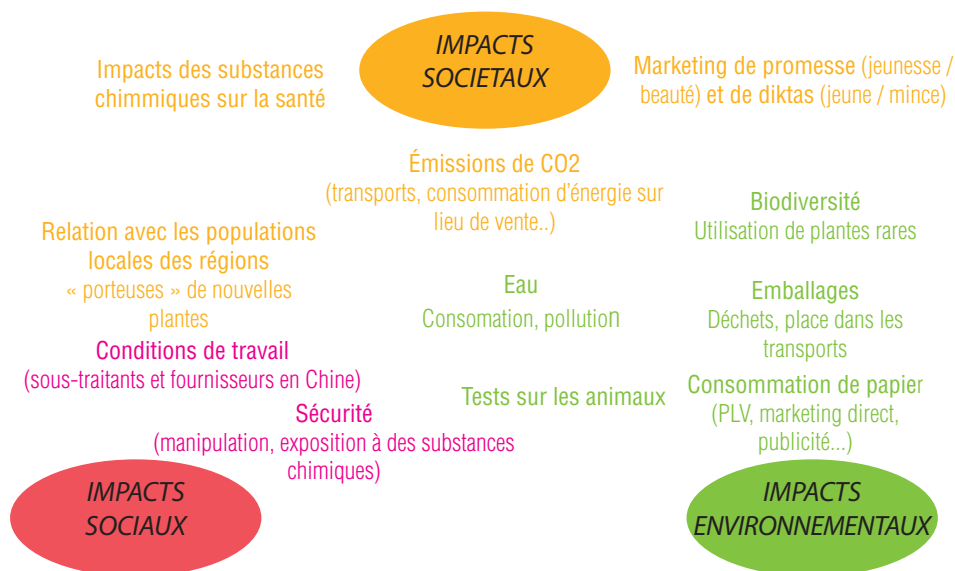 IMPACTS
SOCIETAUX
Impacts des substances
chimmiques sur la santé
Marketing de promesse (jeunesse /
beauté) et de diktas (jeune / mince)
Émissions de CO2
(transports, consommation d'énergie sur
lieu de vente..)
Biodiversité
Utilisation de plantes rares
Relation avec les populations
locales des régions
« porteuses » de nouvelles
plantes
Eau
Consomation, pollution
Emballages
Déchets, place dans les
transports
Conditions de travail
(sous-traitants et fournisseurs en Chine)
Tests sur les animaux
Consommation de papier
(PLV, marketing direct,
publicité...)
Sécurité
(manipulation, exposition à des substances
chimiques)
IMPACTS
SOCIAUX
IMPACTS
ENVIRONNEMENTAUX